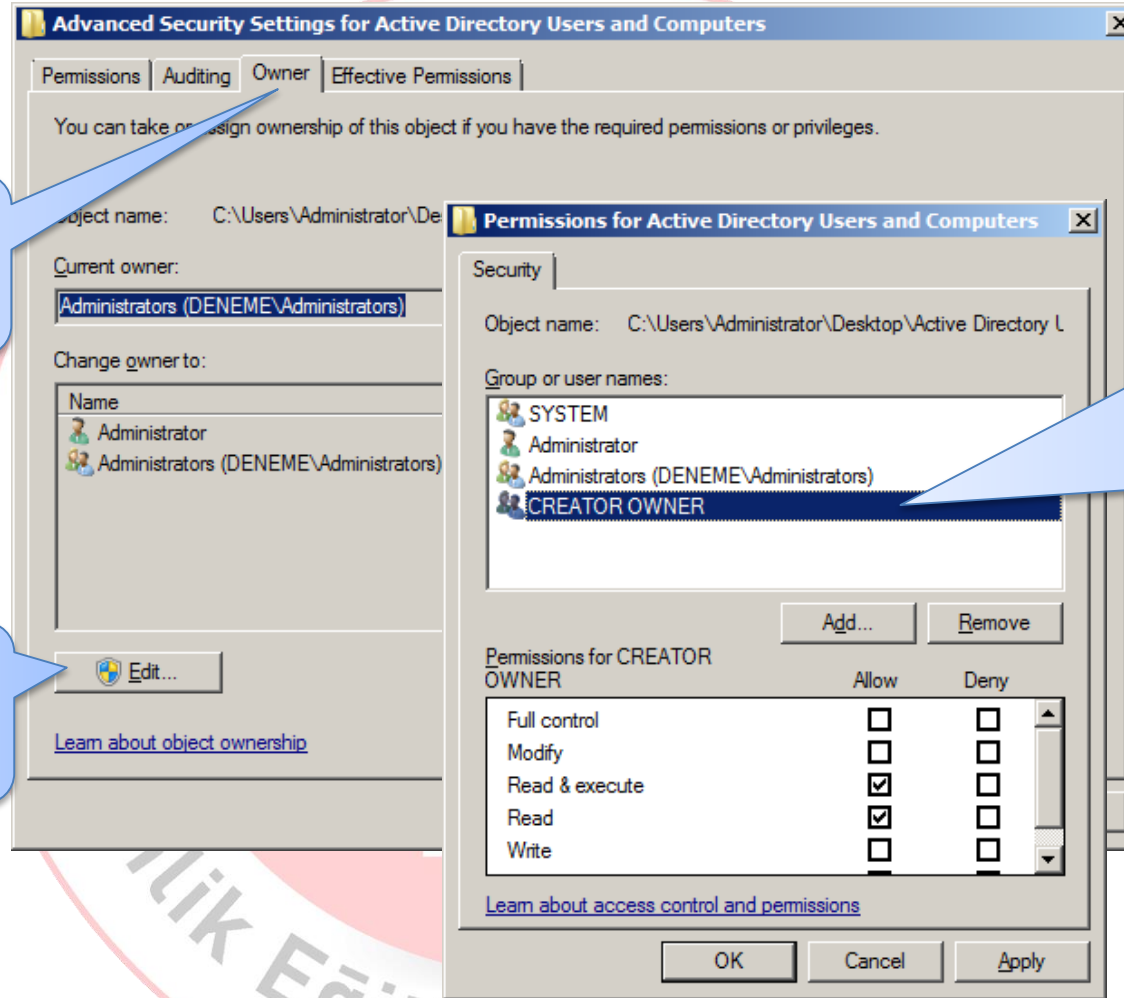 Advanced Security Settings for Active Directory Users and Computers
Permissions Auditing Owner Effective Permissions
You can take or assign ownership of this object if you have the required permissions or privileges.
Object name: C:\Users\Administrator\De
Current owner:
Administrators (DENEME\Administrators)
Change owner to:
Name
Administrator
Administrators (DENEME\Administrators)
Edit...
Learn about object ownership
Permissions for Active Directory Users and Computers
Security
Object name: C:\Users\Administrator\Desktop\Active Directory U
Group or user names:
SYSTEM
Administrator
Administrators (DENEME\Administrators)
CREATOR OWNER
Add... Remove
Permissions for CREATOR
OWNER Allow Deny
Full control
Modify
Read & execute
Read
Write
Learn about access control and permissions
OK Cancel Apply